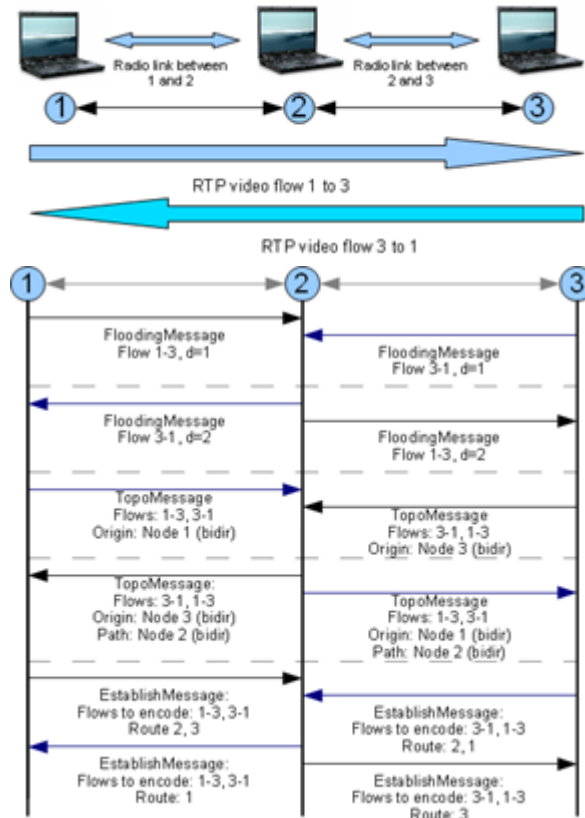 Radio link between
1 and 2
Radio link between
2 and 3
1
2
3
RTP video flow 1 to 3
RTP video flow 3 to 1
1
2
3
FloodingMessage
Flow 1-3, d=1
FloodingMessage
Flow 3-1, d=1
FloodingMessage
Flow 3-1, d=2
FloodingMessage
Flow 1-3, d=2
TopoMessage
Flows: 1-3, 3-1
Origin: Node 1 (bidir)
TopoMessage
Flows: 3-1, 1-3
Origin: Node 3 (bidir)
TopoMessage:
Flows: 3-1, 1-3
Origin: Node 3 (bidir)
Path: Node 2 (bidir)
TopoMessage
Flows: 1-3, 3-1
Origin: Node 1 (bidir)
Path: Node 2 (bidir)
EstablishMessage:
Flows to encode: 1-3, 3-1
Route 2, 3
EstablishMessage:
Flows to encode: 3-1, 1-3
Route: 2, 1
EstablishMessage:
Flows to encode: 1-3, 3-1
Route: 1
EstablishMessage:
Flows to encode: 3-1, 1-3
Route: 3